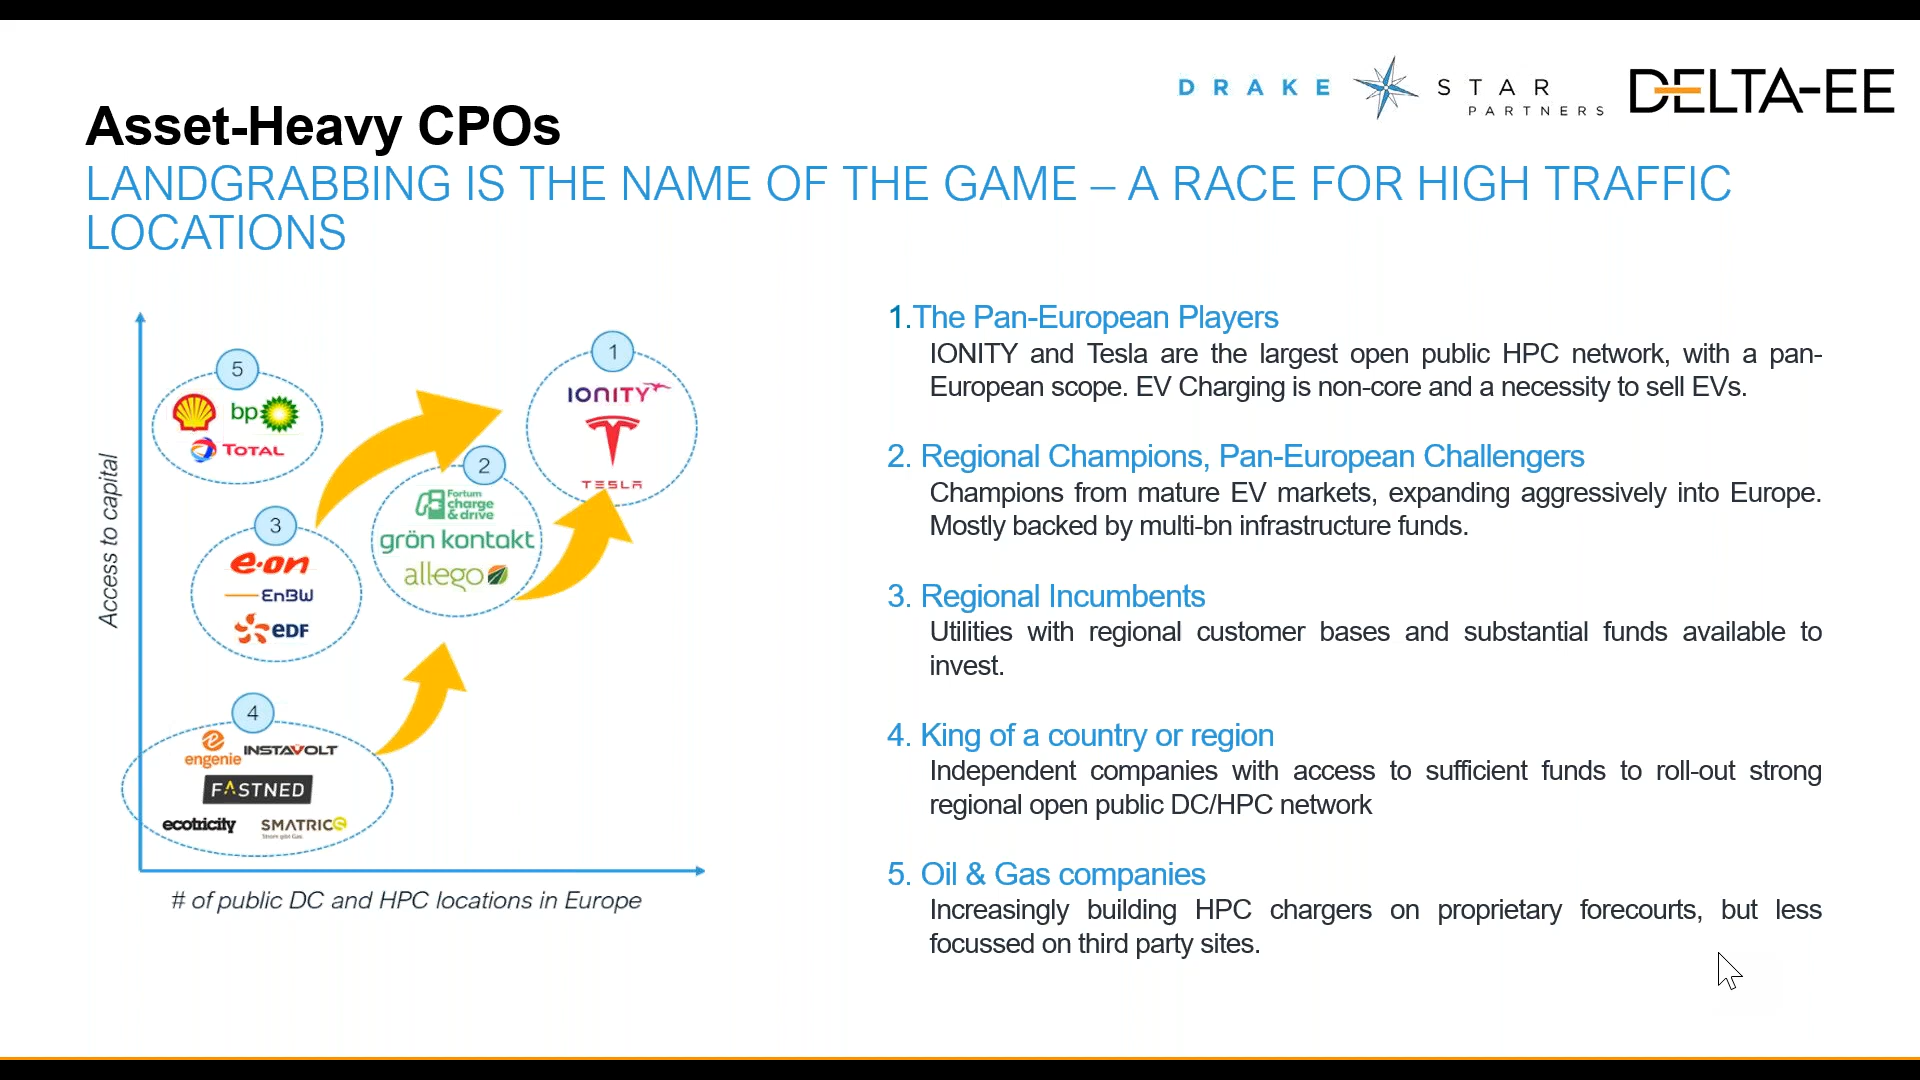 DRAKE STAR
PARTNERS
DELTA-EE
Asset-Heavy CPOs
LANDGRABBING IS THE NAME OF THE GAME – A RACE FOR HIGH TRAFFIC
LOCATIONS
Access to capital
5
bp
TOTAL
1
IONITY
TESLA
2
Fortum
charge
& drive
grön kontakt
allego
3
e·on
EnBW
eDF
4
engenie
INSTAVOLT
FASTNED
ecotricity
SMATRICS
# of public DC and HPC locations in Europe
1.The Pan-European Players
IONITY and Tesla are the largest open public HPC network, with a pan-
European scope. EV Charging is non-core and a necessity to sell EVs.
2. Regional Champions, Pan-European Challengers
Champions from mature EV markets, expanding aggressively into Europe.
Mostly backed by multi-bn infrastructure funds.
3. Regional Incumbents
Utilities with regional customer bases and substantial funds available to
invest.
4. King of a country or region
Independent companies with access to sufficient funds to roll-out strong
regional open public DC/HPC network
5. Oil & Gas companies
Increasingly building HPC chargers on proprietary forecourts, but less
focussed on third party sites.